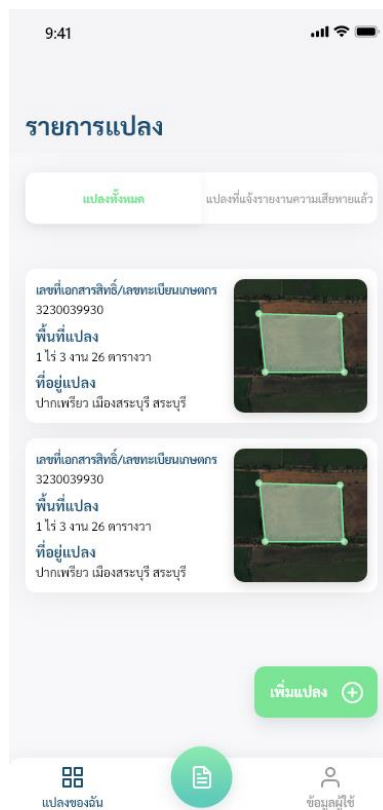 9:41
รายการแปลง
แปลงทั้งหมด
แปลงที่แจ้งรายงานความเสียหายแล้ว
เลขที่เอกสารสิทธิ์/เลขทะเบียนเกษตกร
3230039930
พื้นที่แปลง
1 ไร่ 3 งาน 26 ตารางวา
ที่อยู่แปลง
ปากเพรียว เมืองสระบุรี สระบุรี
เลขที่เอกสารสิทธิ์/เลขทะเบียนเกษตกร
3230039930
พื้นที่แปลง
1 ไร่ 3 งาน 26 ตารางวา
ที่อยู่แปลง
ปากเพรียว เมืองสระบุรี สระบุรี
เพิ่มแปลง
แปลงของฉัน
ข้อมูลผู้ใช้